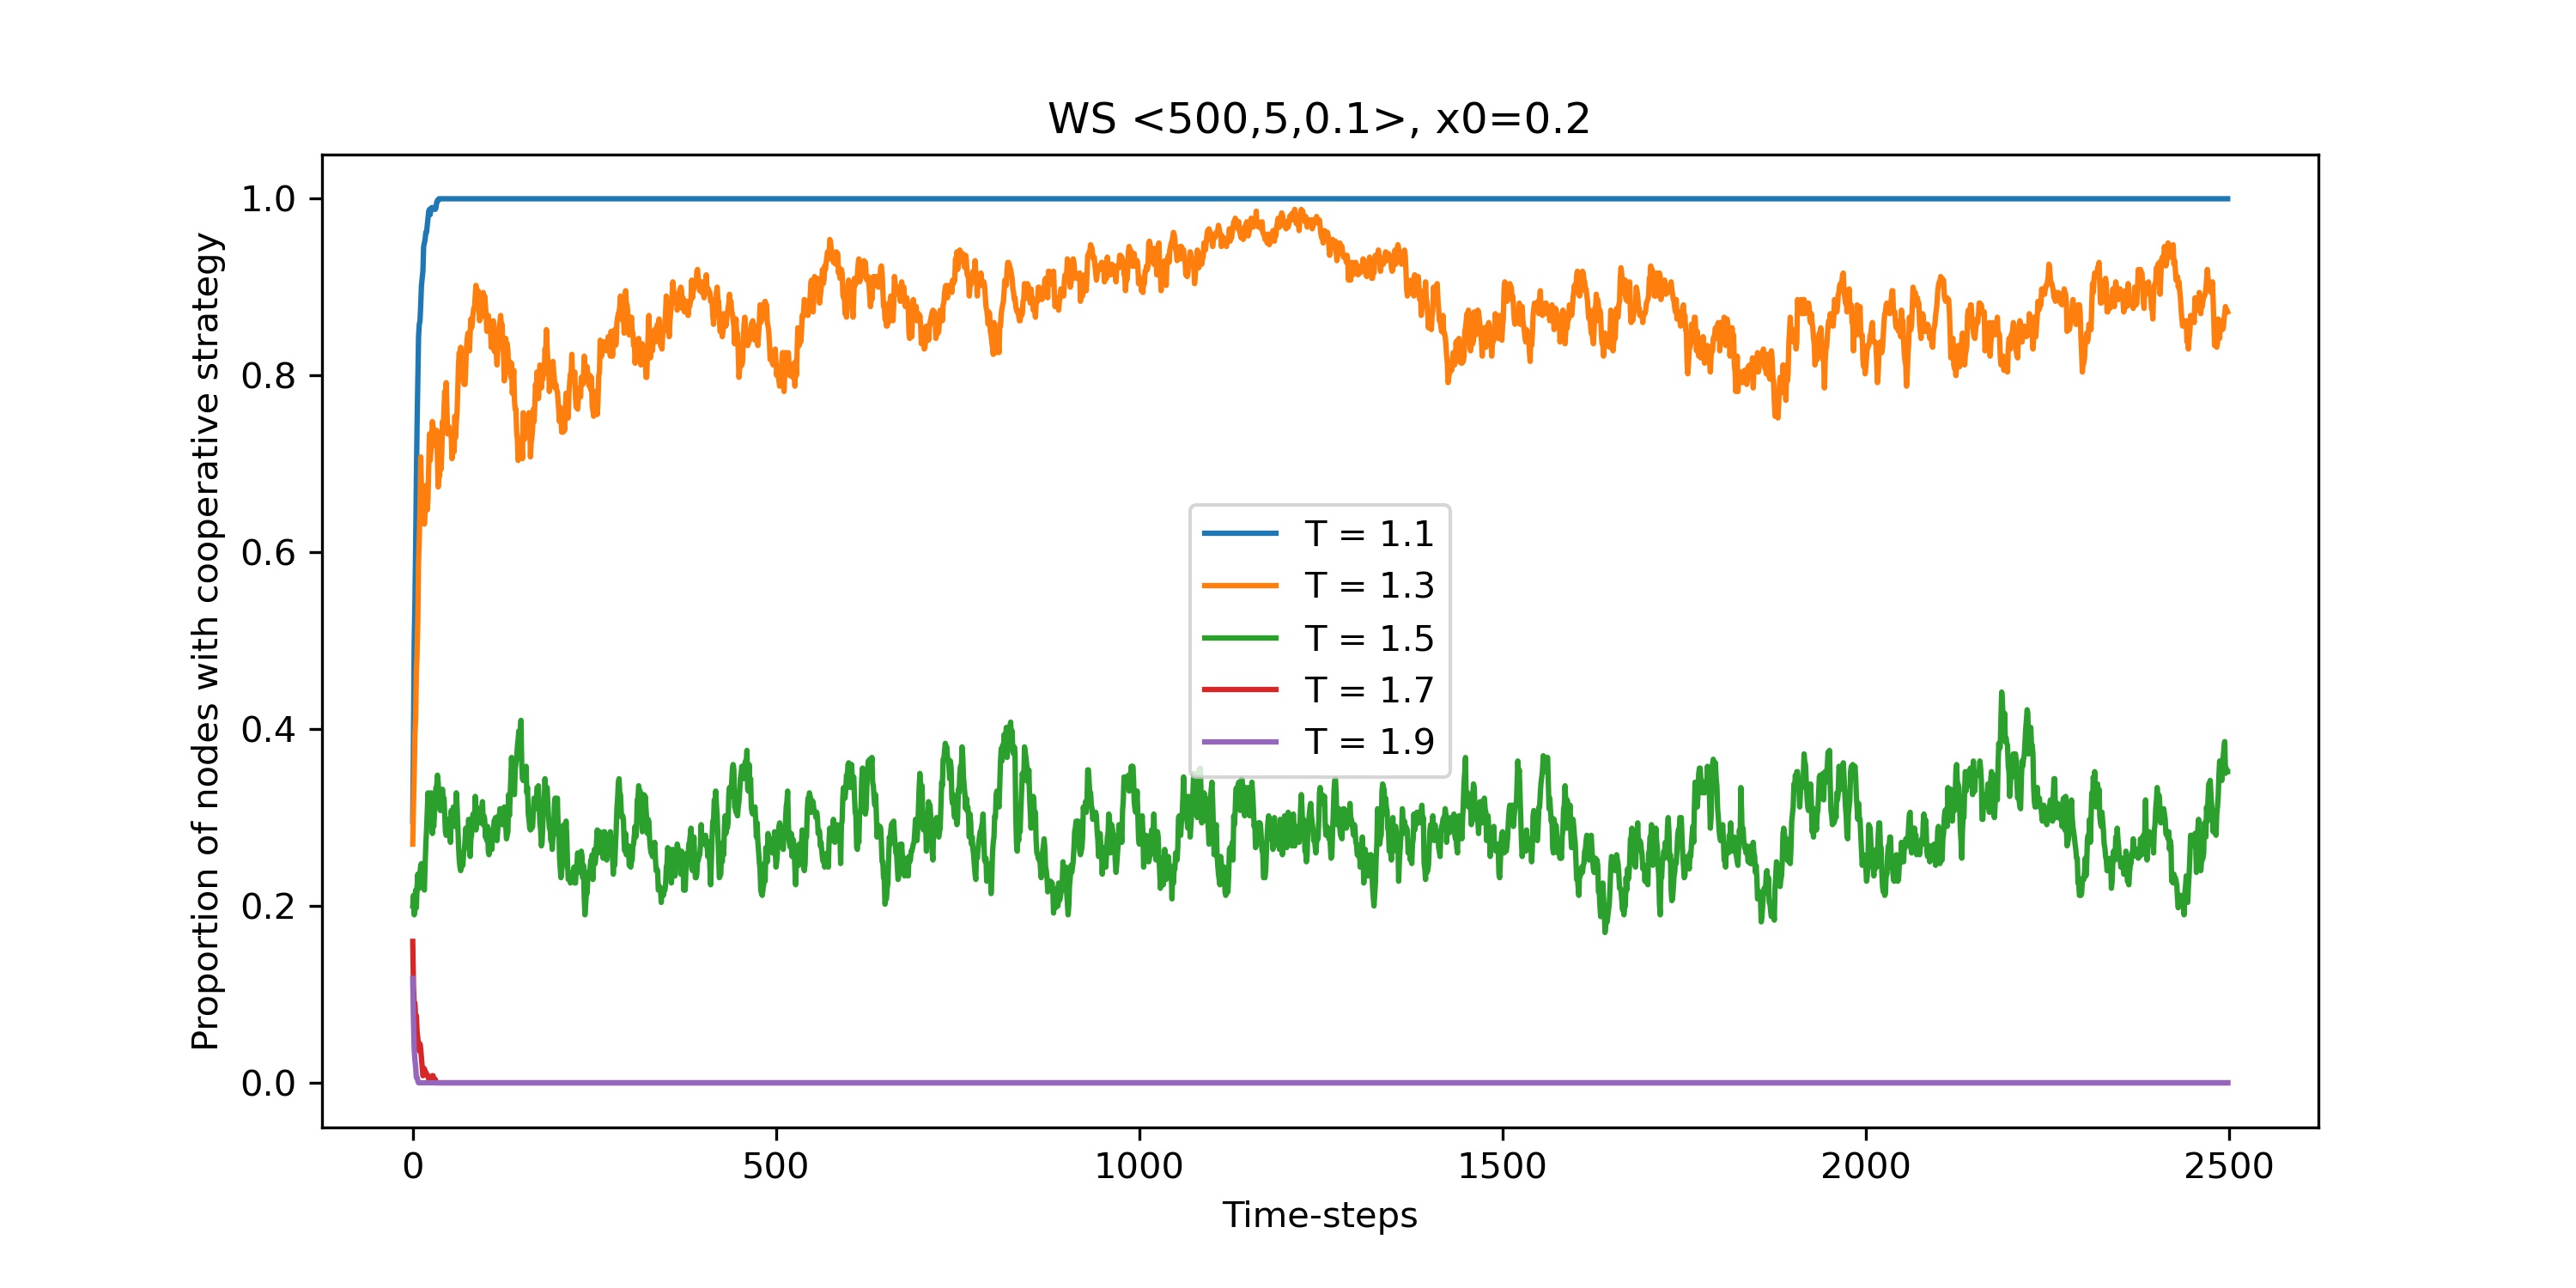 WS <500,5,0.1>, x0=0.2
Proportion of nodes with cooperative strategy
1.0
0.8
0.6
0.4
0.2
0.0
T = 1.1
T = 1.3
T = 1.5
T = 1.7
T = 1.9
0 500 1000 1500 2000 2500
Time-steps